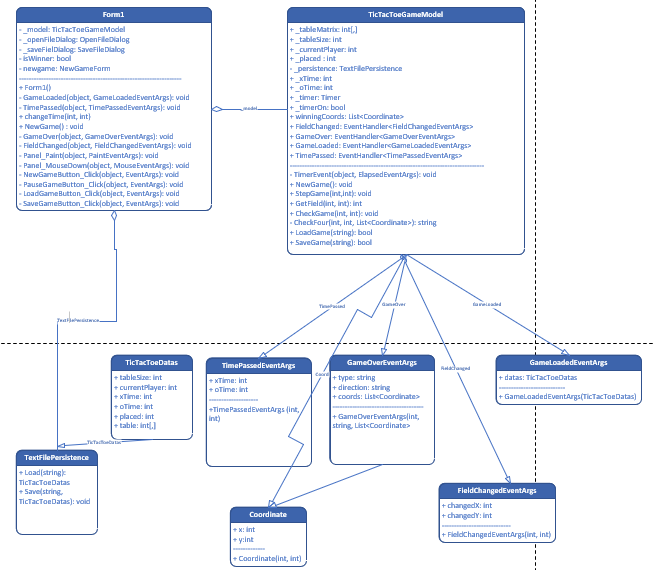 Form1
- _model: TicTacToeGameModel
- _openFileDialog: OpenFileDialog
- _saveFielDialog: SaveFileDialog
- isWinner: bool
- newgame: NewGameForm
+ Form1()
- GameLoaded(object, GameLoadedEventArgs): void
- TimePassed(object, TimePassedEventArgs): void
+ changeTime(int, int)
+ NewGame() : void
- GameOver(object, GameOverEventArgs): void
- FieldChanged(object, FieldChangedEventArgs): void
- Panel_Paint(object, PaintEventArgs): void
- Panel_MouseDown(object, MouseEventArgs): void
- NewGameButton_Click(object, EventArgs): void
- PauseGameButton_Click(object, EventArgs): void
- LoadGameButton_Click(object, EventArgs): void
- SaveGameButton_Click(object, EventArgs): void
_model
TicTacToeGameModel
+ _tableMatrix: int[,]
+ _tableSize: int
+ _currentPlayer: int
+ _placed : int
- _persistence: TextFilePersistence
+ _xTime: int
+ _oTime: int
+ _timer: Timer
+ _timerOn: bool
+ winningCoords: List<Coordinate>
+ FieldChanged: EventHandler<FieldChangedEventArgs>
+ GameOver: EventHandler<GameOverEventArgs>
+ GameLoaded: EventHandler<GameLoadedEventArgs>
+ TimePassed: EventHandler<TimePassedEventArgs>
- TimerEvent(object, ElapsedEventArgs): void
+ NewGame(): void
+ StepGame(int,int): void
+ GetField(int, int): int
+ CheckGame(int, int): void
- CheckFour(int, int, List<Coordinate>): string
+ LoadGame(string): bool
+ SaveGame(string): bool
TimePassed
GameOver
GameLoaded
TextFilePersistence
FieldChanged
Coord
TicTacToeDatas
+ tableSize: int
+ currentPlayer: int
+ xTime: int
+ oTime: int
+ placed: int
+ table: int[,]
TimePassedEventArgs
+ xTime: int
+ oTime: int
+TimePassedEventArgs (int,
int)
GameOverEventArgs
+ type: string
+ direction: string
+ coords: List<Coordinate>
+ GameOverEventArgs(int,
string, List<Coordinate>
GameLoadedEventArgs
+ datas: TicTacToeDatas
+ GameLoadedEventArgs(TicTacToeDatas)
TicTacToeDatas
TextFilePersistence
+ Load(string):
TicTacToeDatas
+ Save(string,
TicTacToeDatas): void
Coordinate
+ x: int
+ y:int
+ Coordinate(int, int)
FieldChangedEventArgs
+ changedX: int
+ changedY: int
+ FieldChangedEventArgs(int, int)